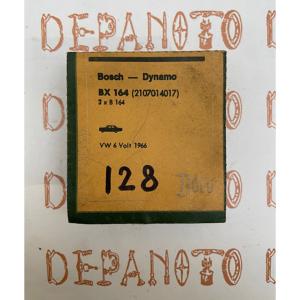 DEPANOTO
Bosch — Dynamo
BX 164 (2107014017)
2 x B 164
VW 6 Volt 1966
128
DEPANOTO